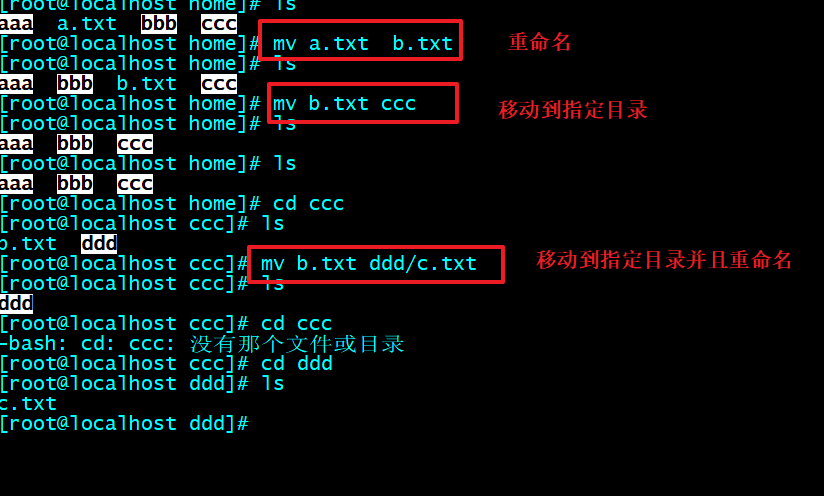 [root@localhost home]# ls
aaa  a.txt  bbb  ccc
[root@localhost home]# mv a.txt  b.txt 重命名
[root@localhost home]# ls
aaa  bbb  b.txt  ccc
[root@localhost home]# mv b.txt ccc 移动到指定目录
[root@localhost home]# ls
aaa  bbb  ccc
[root@localhost home]# ls
aaa  bbb  ccc
[root@localhost home]# cd ccc
[root@localhost ccc]# ls
b.txt  ddd
[root@localhost ccc]# mv b.txt ddd/c.txt 移动到指定目录并且重命名
[root@localhost ccc]# ls
ddd
[root@localhost ccc]# cd ccc
-bash: cd: ccc: 没有那个文件或目录
[root@localhost ccc]# cd ddd
[root@localhost ddd]# ls
c.txt
[root@localhost ddd]#